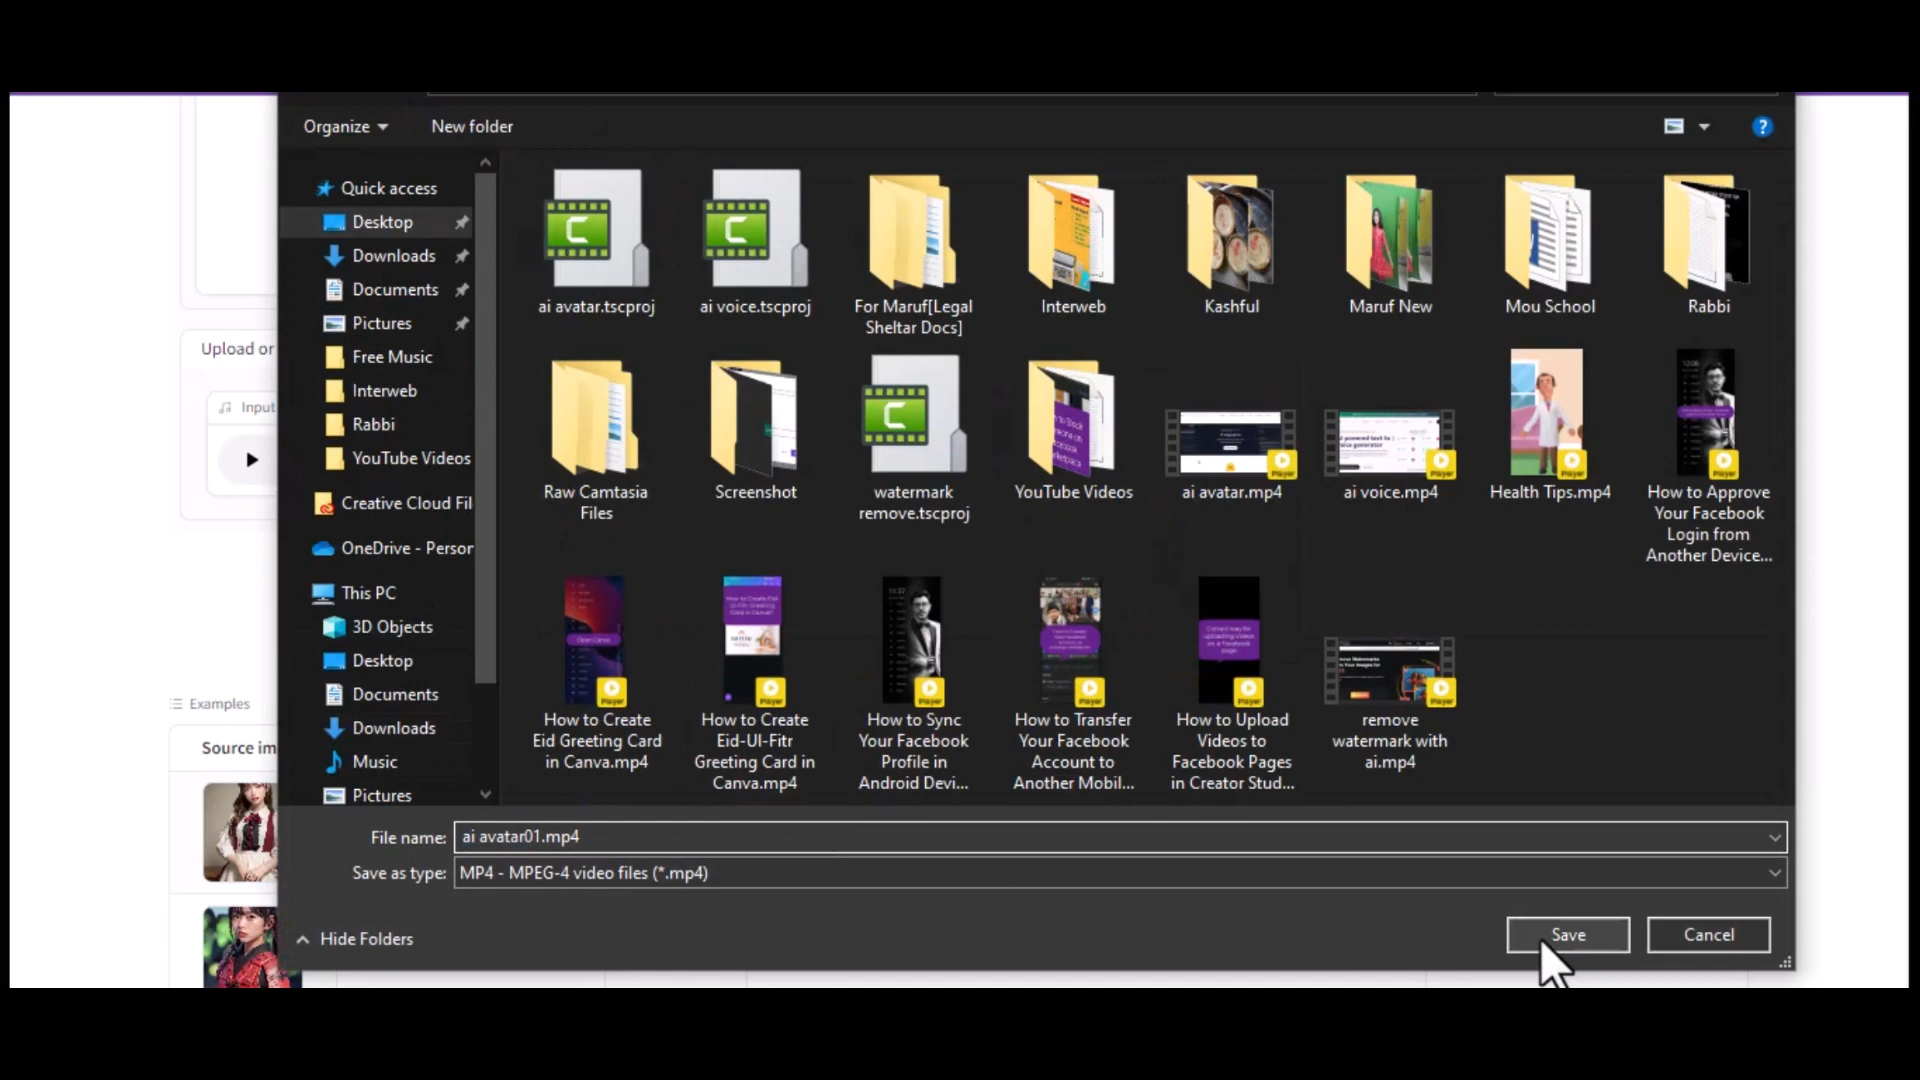 Organize
New folder
?
Quick access
Desktop
Downloads
Documents
Pictures
Free Music
Interweb
Rabbi
YouTube Videos
Creative Cloud Fil
OneDrive - Person
This PC
3D Objects
Desktop
Documents
Downloads
Music
Pictures
ai avatar.tscproj
ai voice.tscproj
For Maruf[Legal
Sheltar Docs]
Interweb
Kashful
Maruf New
Mou School
Rabbi
Raw Camtasia
Files
Screenshot
watermark
remove.tscproj
YouTube Videos
ai avatar.mp4
ai voice.mp4
Health Tips.mp4
How to Approve
Your Facebook
Login from
Another Device...
How to Create
Eid Greeting Card
in Canva.mp4
How to Create
Eid-Ul-Fitr
Greeting Card in
Canva.mp4
How to Sync
Your Facebook
Profile in
Android Devi...
How to Transfer
Your Facebook
Account to
Another Mobil...
How to Upload
Videos to
Facebook Pages
in Creator Stud...
remove
watermark with
ai.mp4
File name: ai avatar01.mp4
Save as type: MP4 - MPEG-4 video files (*.mp4)
Hide Folders
Save
Cancel
Upload or
Input
Examples
Source im